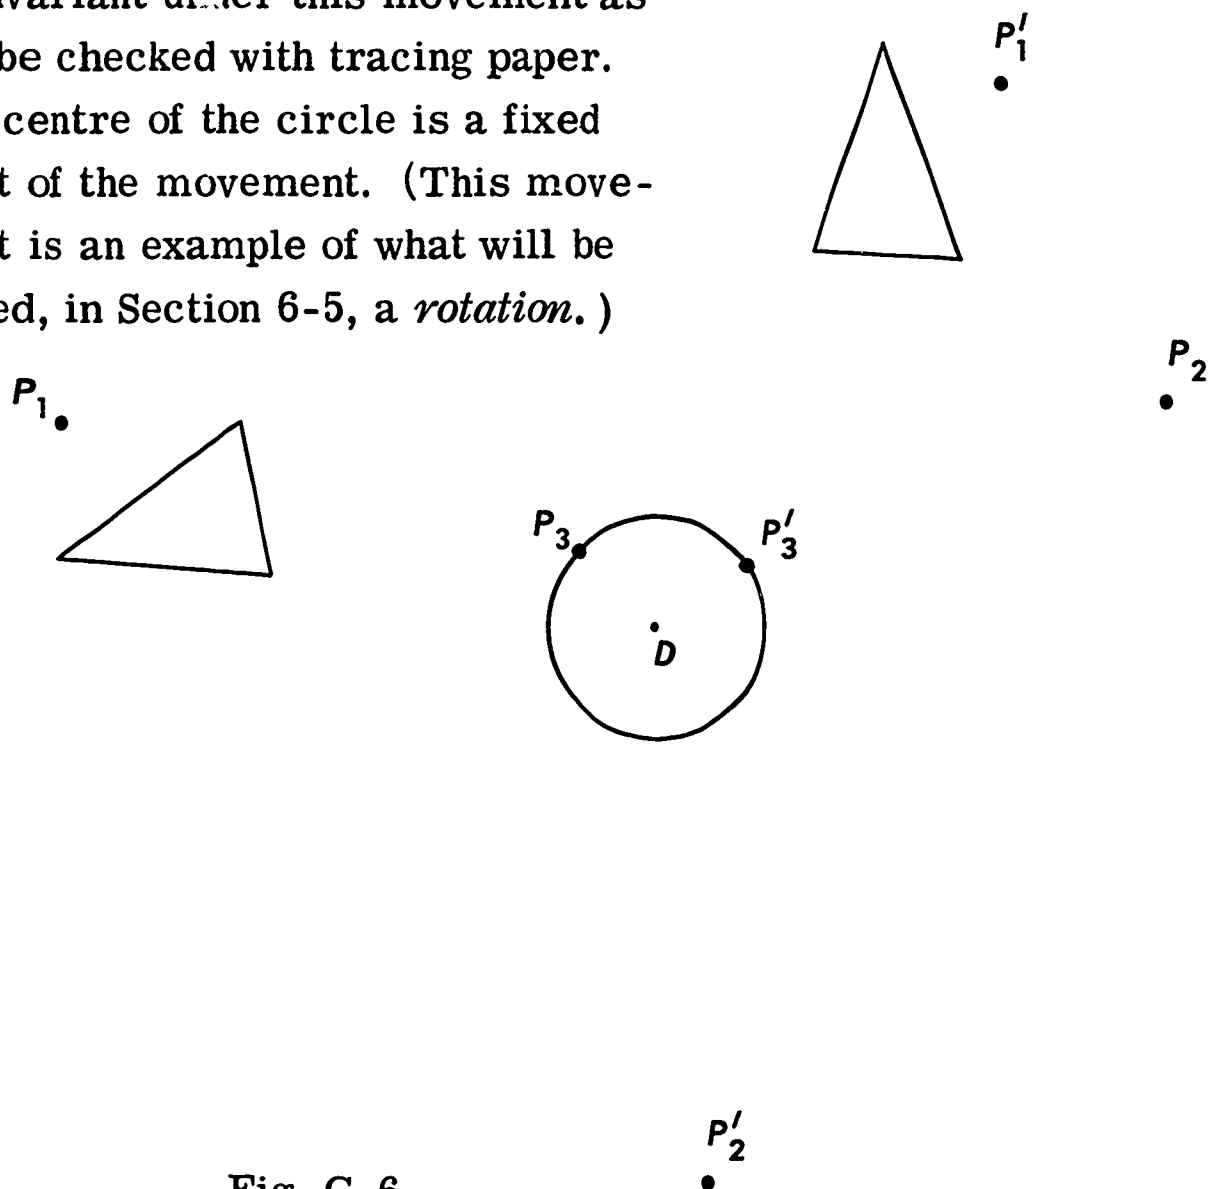 be checked with tracing paper.
centre of the circle is a fixed
t of the movement. (This move-
t is an example of what will be
ed, in Section 6-5, a rotation.)
P′1
P2
P1
P3
P′3
D
P′2